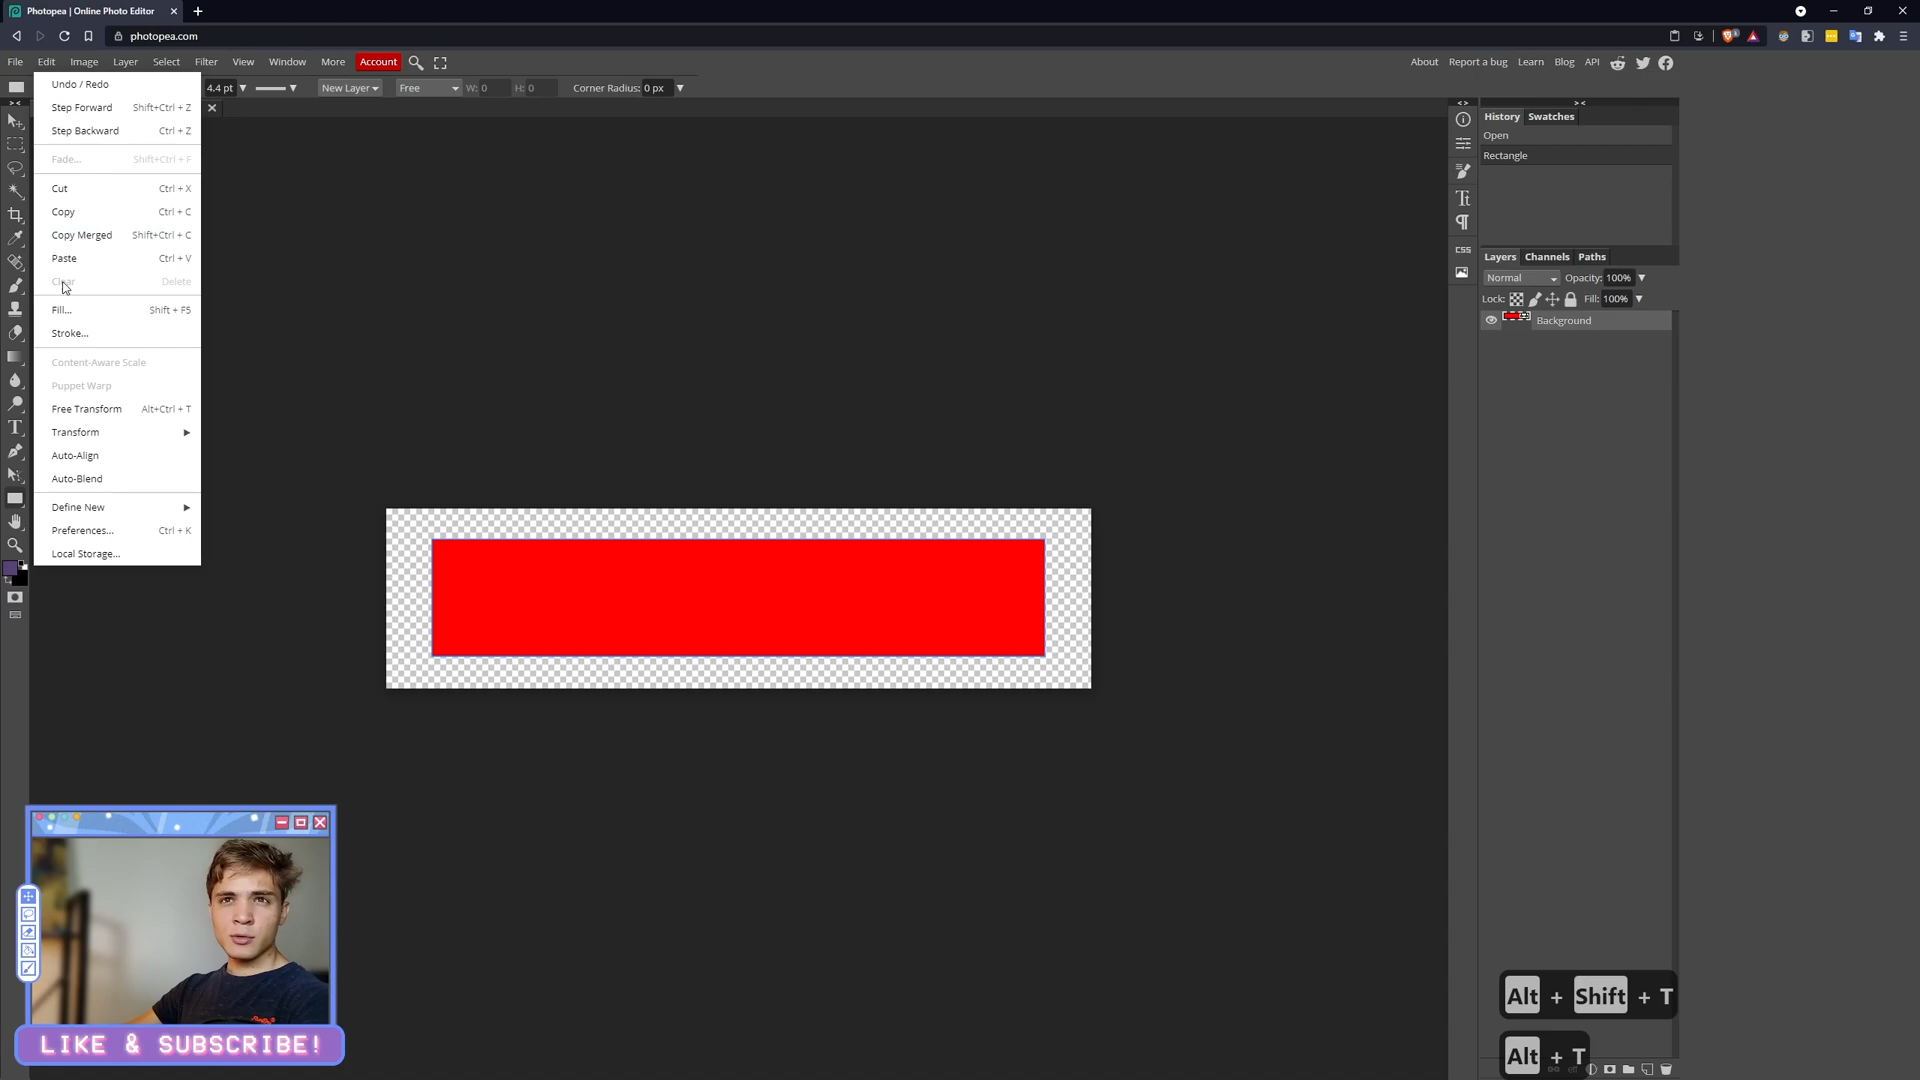 Photopea | Online Photo Editor
photopea.com
File Edit Image Layer Select Filter View Window More Account
About Report a bug Learn Blog API
4.4 pt New Layer Free W: 0 H: 0 Corner Radius: 0 px
Undo / Redo
Step Forward Shift+Ctrl + Z
Step Backward Ctrl + Z
Fade... Shift+Ctrl + F
Cut Ctrl + X
Copy Ctrl + C
Copy Merged Shift+Ctrl + C
Paste Ctrl + V
Clear Delete
Fill... Shift + F5
Stroke...
Content-Aware Scale
Puppet Warp
Free Transform Alt+Ctrl + T
Transform
Auto-Align
Auto-Blend
Define New
Preferences... Ctrl + K
Local Storage...
History Swatches
Open
Rectangle
CSS
Layers Channels Paths
Normal Opacity: 100%
Lock: Fill: 100%
Background
LIKE & SUBSCRIBE!
Alt + Shift + T
Alt + T